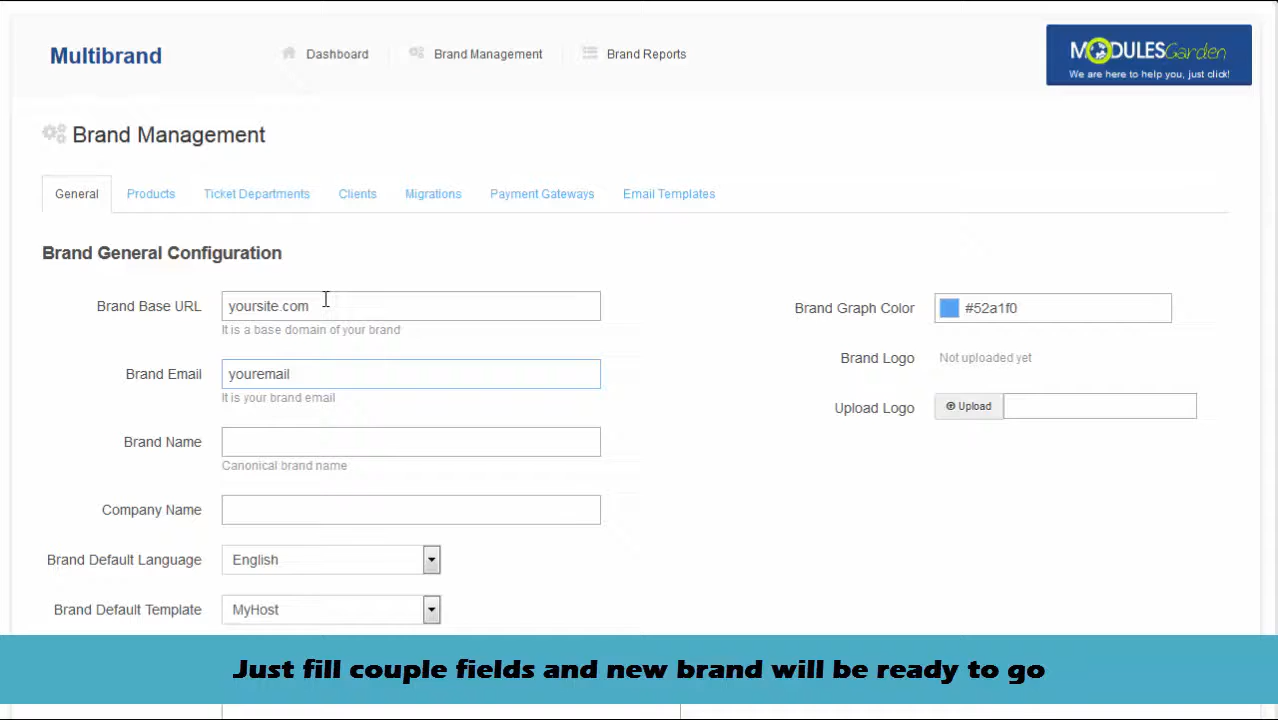 Multibrand
Dashboard
Brand Management
Brand Reports
MODULESGarden
We are here to help you, just click!
Brand Management
General
Products
Ticket Departments
Clients
Migrations
Payment Gateways
Email Templates
Brand General Configuration
Brand Base URL
yoursite.com
It is a base domain of your brand
Brand Email
youremail
It is your brand email
Brand Name
Canonical brand name
Company Name
Brand Default Language
English
Brand Default Template
MyHost
Brand Graph Color
#52a1f0
Brand Logo
Not uploaded yet
Upload Logo
Upload
Just fill couple fields and new brand will be ready to go